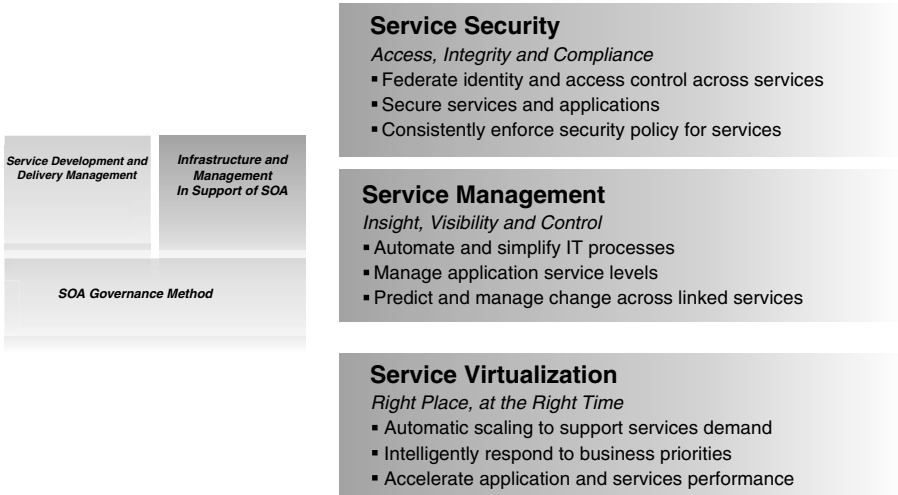 Service Development and
Delivery Management
Infrastructure and
Management
In Support of SOA
SOA Governance Method
Service Security
Access, Integrity and Compliance
▪ Federate identity and access control across services
▪ Secure services and applications
▪ Consistently enforce security policy for services
Service Management
Insight, Visibility and Control
▪ Automate and simplify IT processes
▪ Manage application service levels
▪ Predict and manage change across linked services
Service Virtualization
Right Place, at the Right Time
▪ Automatic scaling to support services demand
▪ Intelligently respond to business priorities
▪ Accelerate application and services performance